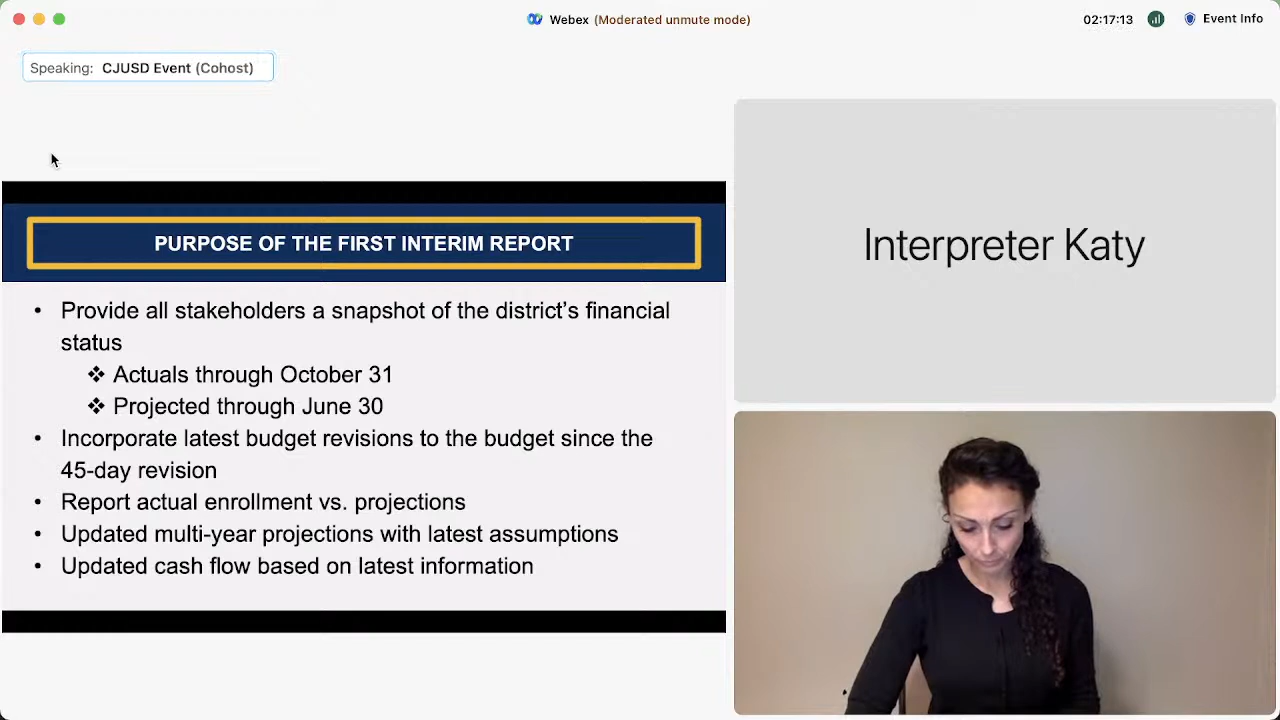 Webex (Moderated unmute mode)
02:17:13
Event Info
Speaking: CJUSD Event (Cohost)
PURPOSE OF THE FIRST INTERIM REPORT
• Provide all stakeholders a snapshot of the district’s financial
status
❖ Actuals through October 31
❖ Projected through June 30
• Incorporate latest budget revisions to the budget since the
45-day revision
• Report actual enrollment vs. projections
• Updated multi-year projections with latest assumptions
• Updated cash flow based on latest information
Interpreter Katy